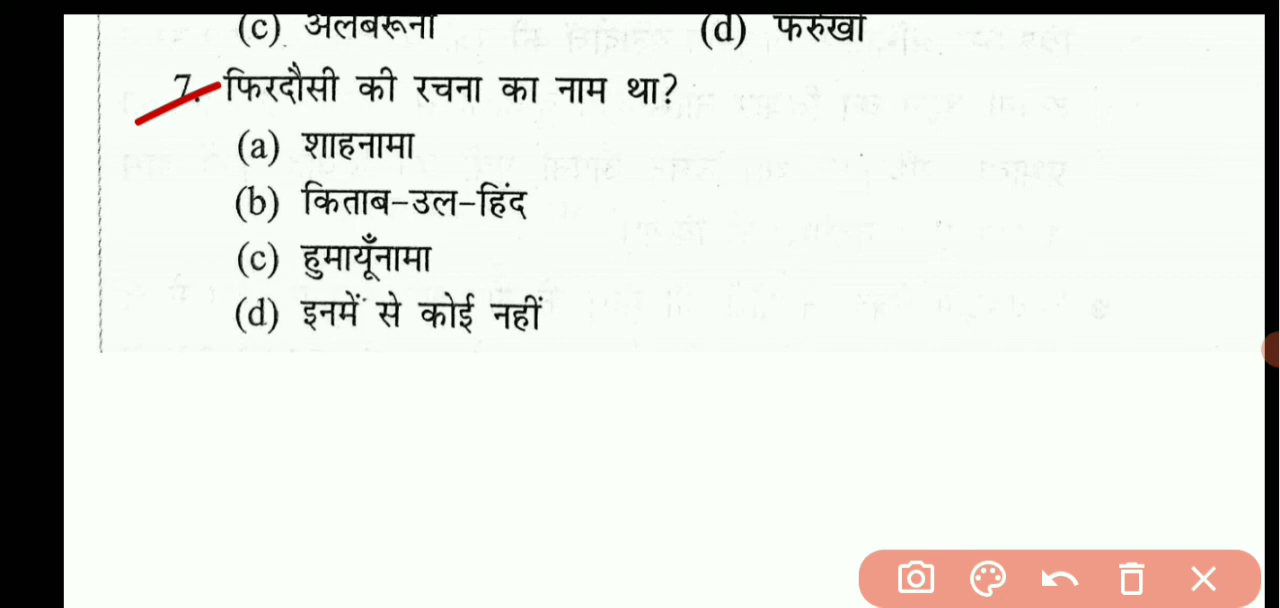 (c) अलबरूनी (d) फरुखी
7. फिरदौसी की रचना का नाम था?
(a) शाहनामा
(b) किताब-उल-हिंद
(c) हुमायूँनामा
(d) इनमें से कोई नहीं